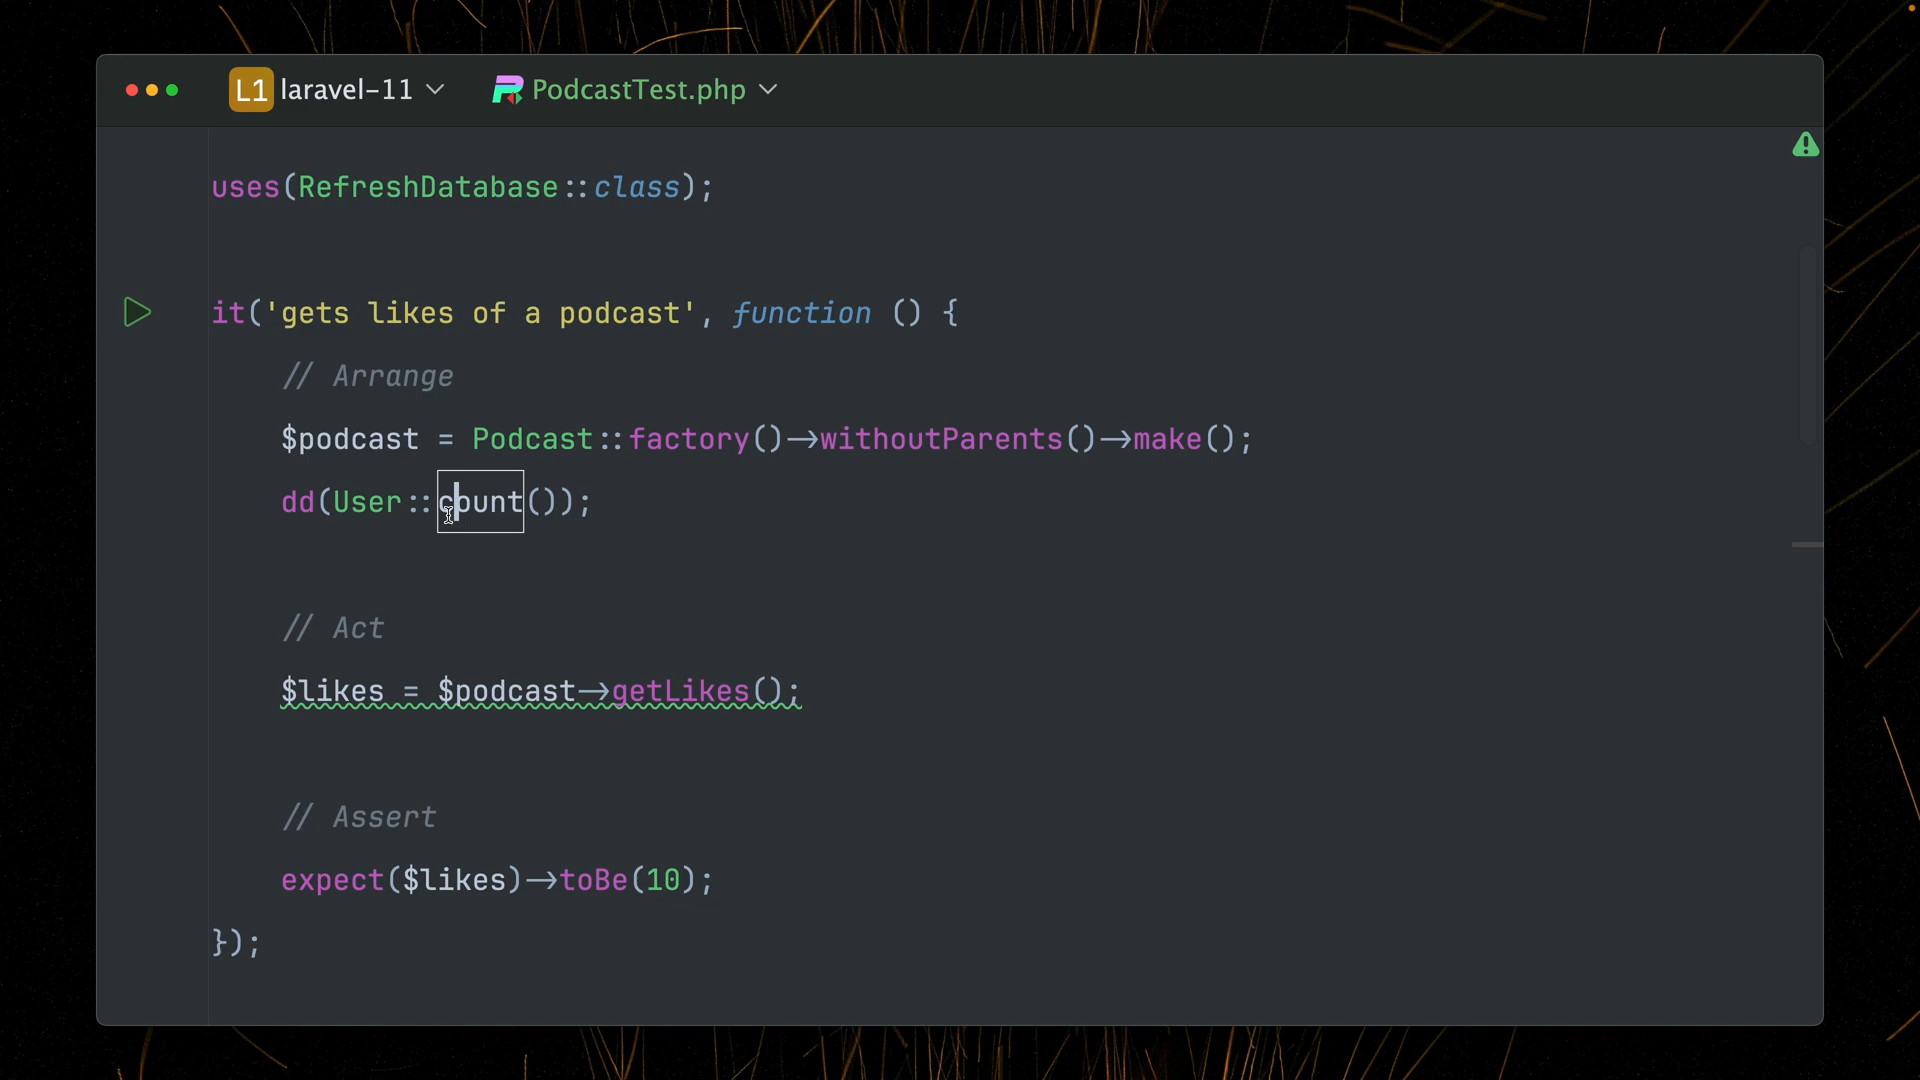 L1 laravel-11 PodcastTest.php
uses(RefreshDatabase::class);
it('gets likes of a podcast', function () {
// Arrange
$podcast = Podcast::factory()->withoutParents()->make();
dd(User::count());
// Act
$likes = $podcast->getLikes();
// Assert
expect($likes)->toBe(10);
});